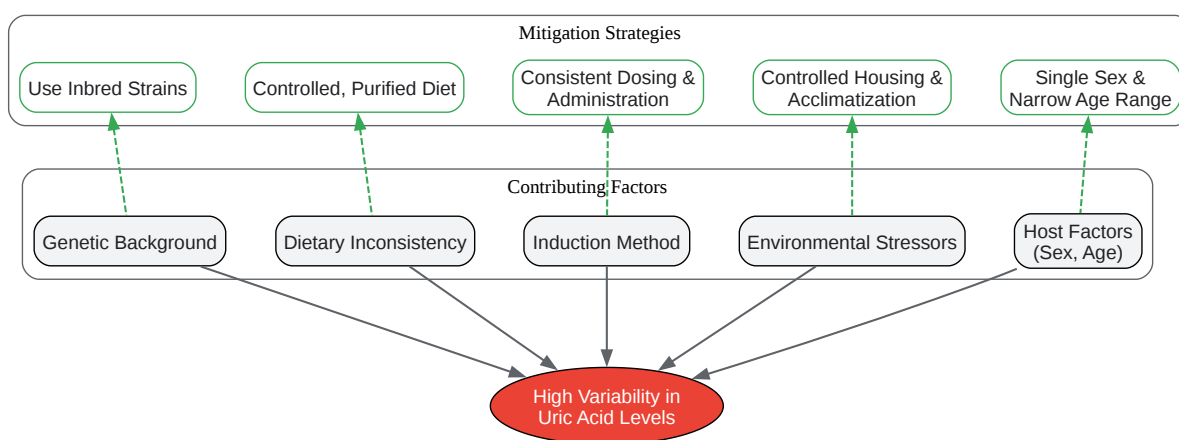 Mitigation Strategies
Use Inbred Strains
Controlled, Purified Diet
Consistent Dosing &
Administration
Controlled Housing &
Acclimatization
Single Sex &
Narrow Age Range
Contributing Factors
Genetic Background
Dietary Inconsistency
Induction Method
Environmental Stressors
Host Factors
(Sex, Age)
High Variability in
Uric Acid Levels